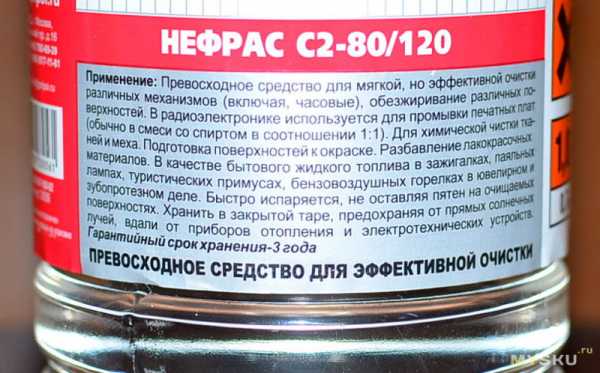 НЕФРАС С2-80/120
Применение: Превосходное средство для мягкой, но эффективной очистки
различных механизмов (включая, часовые), обезжиривание различных по-
верхностей. В радиоэлектронике используется для промывки печатных плат
(обычно в смеси со спиртом в соотношении 1:1). Для химической чистки тка-
ней и меха. Подготовка поверхностей к окраске. Разбавление лакокрасочных
материалов. В качестве бытового жидкого топлива в зажигалках, паяльных
лампах, туристических примусах, бензовоздушных горелках в ювелирном и
зубопротезном деле. Быстро испаряется, не оставляя пятен на очищаемых
поверхностях. Хранить в закрытой таре, предохраняя от прямых солнечных
лучей, вдали от приборов отопления и электротехнических устройств.
Гарантийный срок хранения-3 года
ПРЕВОСХОДНОЕ СРЕДСТВО ДЛЯ ЭФФЕКТИВНОЙ ОЧИСТКИ
MYSKU.ru